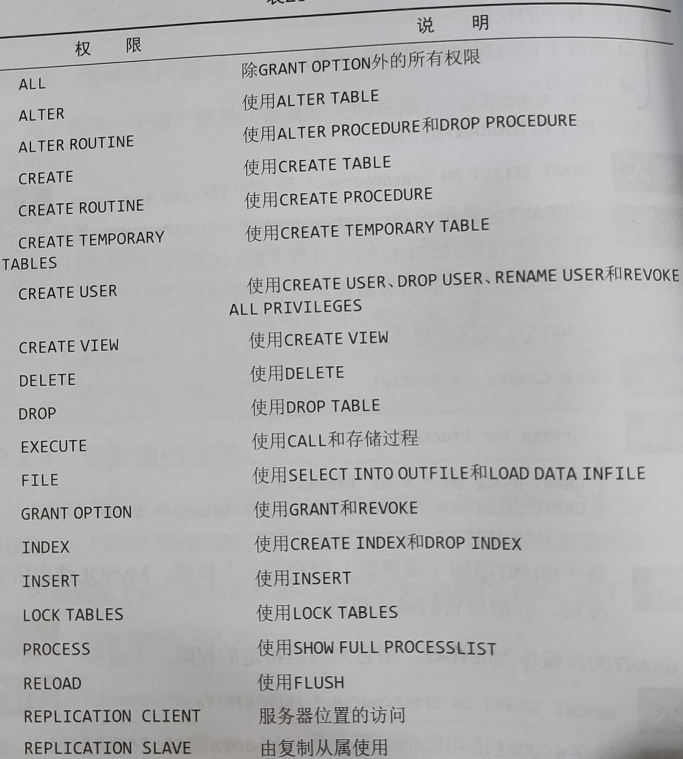 权 限 说 明
ALL 除GRANT OPTION外的所有权限
ALTER 使用ALTER TABLE
ALTER ROUTINE 使用ALTER PROCEDURE和DROP PROCEDURE
CREATE 使用CREATE TABLE
CREATE ROUTINE 使用CREATE PROCEDURE
CREATE TEMPORARY 使用CREATE TEMPORARY TABLE
TABLES
CREATE USER 使用CREATE USER、DROP USER、RENAME USER和REVOKE
ALL PRIVILEGES
CREATE VIEW 使用CREATE VIEW
DELETE 使用DELETE
DROP 使用DROP TABLE
EXECUTE 使用CALL和存储过程
FILE 使用SELECT INTO OUTFILE和LOAD DATA INFILE
GRANT OPTION 使用GRANT和REVOKE
INDEX 使用CREATE INDEX和DROP INDEX
INSERT 使用INSERT
LOCK TABLES 使用LOCK TABLES
PROCESS 使用SHOW FULL PROCESSLIST
RELOAD 使用FLUSH
REPLICATION CLIENT 服务器位置的访问
REPLICATION SLAVE 由复制从属使用